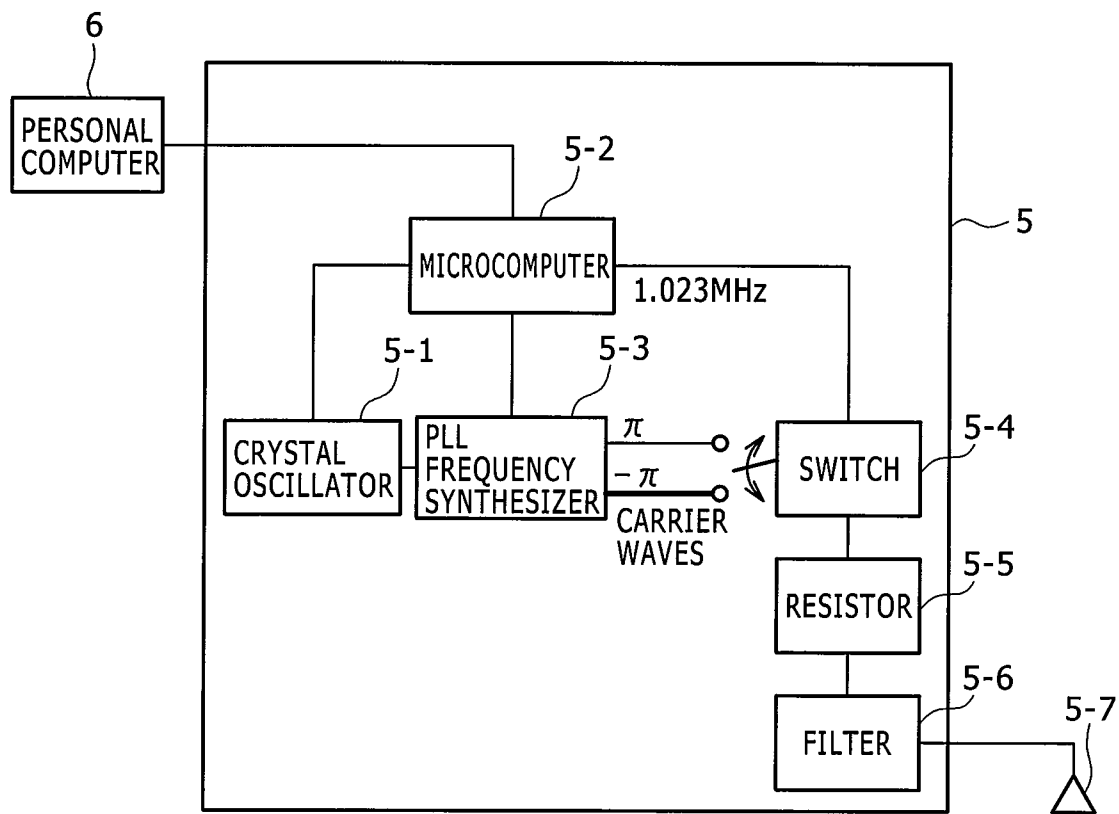 6
PERSONAL
COMPUTER
5-2
5
MICROCOMPUTER
1.023MHz
5-1
5-3
CRYSTAL
OSCILLATOR
PLL
FREQUENCY
SYNTHESIZER
π
-π
CARRIER
WAVES
SWITCH
5-4
RESISTOR
5-5
FILTER
5-6
5-7